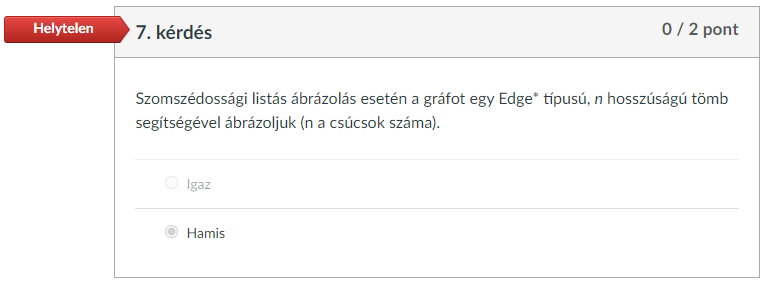 Helytelen
7. kérdés
0 / 2 pont
Szomszédossági listás ábrázolás esetén a gráfot egy Edge* típusú, n hosszúságú tömb
segítségével ábrázoljuk (n a csúcsok száma).
Igaz
Hamis